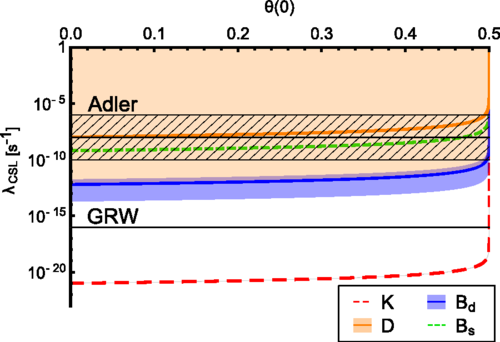 θ(0)
0.0 0.1 0.2 0.3 0.4 0.5
1
10⁻⁵
10⁻¹⁰
10⁻¹⁵
10⁻²⁰
λCSL [s⁻¹]
Adler
GRW
K Bd
D Bs